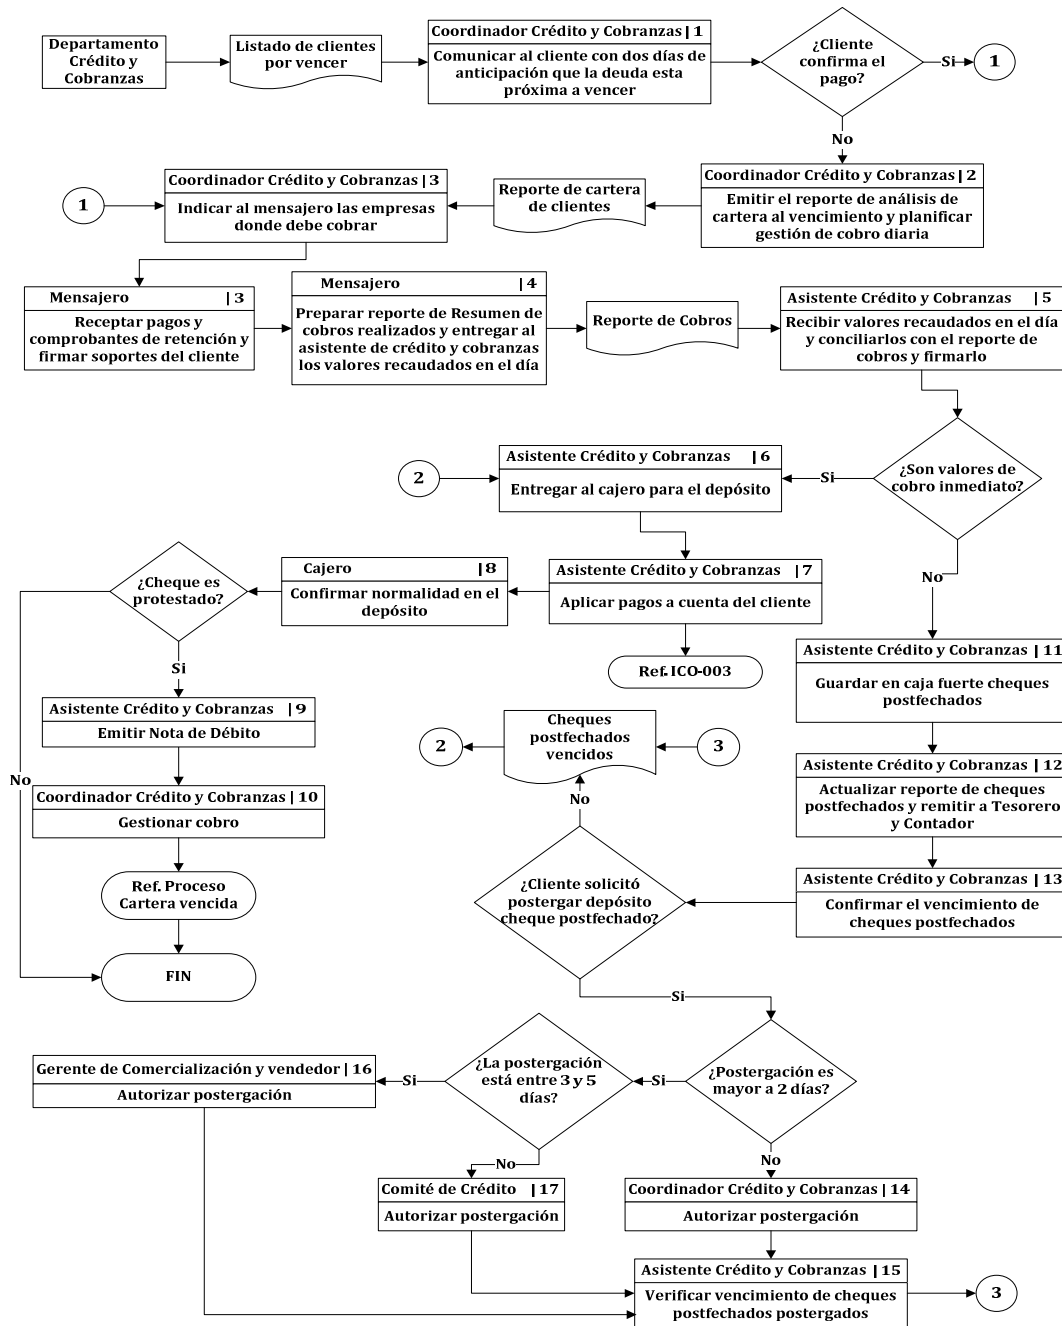 Departamento
Crédito y
Cobranzas
Listado de clientes
por vencer
Coordinador Crédito y Cobranzas | 1
Comunicar al cliente con dos días de
anticipación que la deuda esta
próxima a vencer
¿Cliente
confirma el
pago?
Si
1
No
1
Coordinador Crédito y Cobranzas | 3
Indicar al mensajero las empresas
donde debe cobrar
Reporte de cartera
de clientes
Coordinador Crédito y Cobranzas | 2
Emitir el reporte de análisis de
cartera al vencimiento y planificar
gestión de cobro diaria
Mensajero | 3
Receptar pagos y
comprobantes de retención y
firmar soportes del cliente
Mensajero | 4
Preparar reporte de Resumen de
cobros realizados y entregar al
asistente de crédito y cobranzas
los valores recaudados en el día
Reporte de Cobros
Asistente Crédito y Cobranzas | 5
Recibir valores recaudados en el día
y conciliarlos con el reporte de
cobros y firmarlo
2
Asistente Crédito y Cobranzas | 6
Entregar al cajero para el depósito
Si
¿Son valores de
cobro inmediato?
No
¿Cheque es
protestado?
Cajero | 8
Confirmar normalidad en el
depósito
Asistente Crédito y Cobranzas | 7
Aplicar pagos a cuenta del cliente
Ref. ICO-003
Si
Asistente Crédito y Cobranzas | 11
Guardar en caja fuerte cheques
postfechados
Asistente Crédito y Cobranzas | 9
Emitir Nota de Débito
2
Cheques
postfechados
vencidos
3
No
No
Asistente Crédito y Cobranzas | 12
Actualizar reporte de cheques
postfechados y remitir a Tesorero
y Contador
Coordinador Crédito y Cobranzas | 10
Gestionar cobro
Ref. Proceso
Cartera vencida
¿Cliente solicitó
postergar depósito
cheque postfechado?
Asistente Crédito y Cobranzas | 13
Confirmar el vencimiento de
cheques postfechados
FIN
Si
Gerente de Comercialización y vendedor | 16
Autorizar postergación
Si
¿La postergación
está entre 3 y 5
días?
Si
¿Postergación es
mayor a 2 días?
No
No
Comité de Crédito | 17
Autorizar postergación
Coordinador Crédito y Cobranzas | 14
Autorizar postergación
Asistente Crédito y Cobranzas | 15
Verificar vencimiento de cheques
postfechados postergados
3